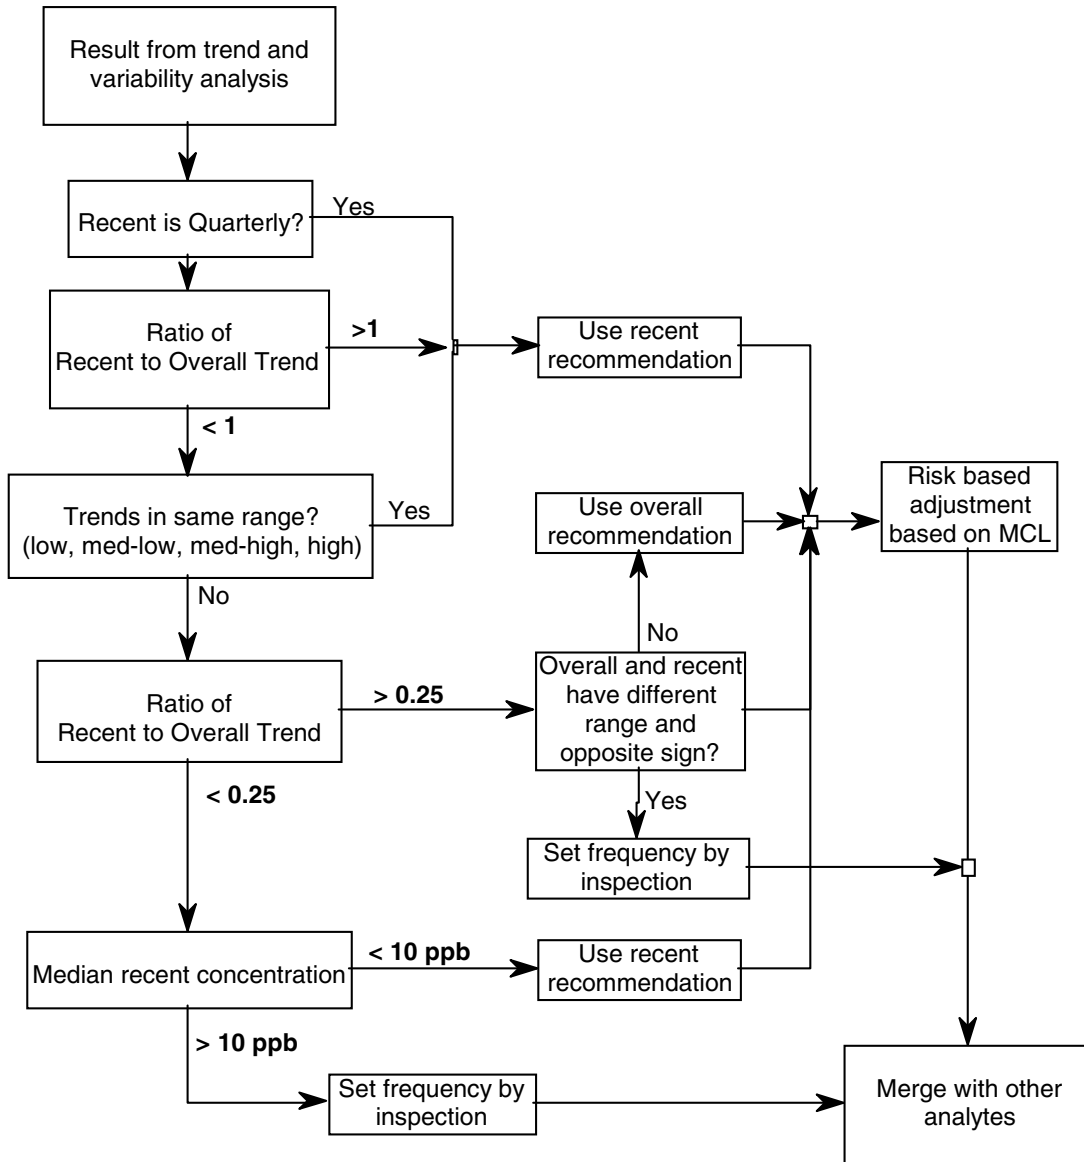 Result from trend and
variability analysis
Recent is Quarterly?
Yes
Ratio of
Recent to Overall Trend
>1
Use recent
recommendation
< 1
Trends in same range?
(low, med-low, med-high, high)
Yes
Use overall
recommendation
Risk based
adjustment
based on MCL
No
No
Ratio of
Recent to Overall Trend
> 0.25
Overall and recent
have different
range and
opposite sign?
< 0.25
Yes
Set frequency by
inspection
Median recent concentration
< 10 ppb
Use recent
recommendation
> 10 ppb
Set frequency by
inspection
Merge with other
analytes